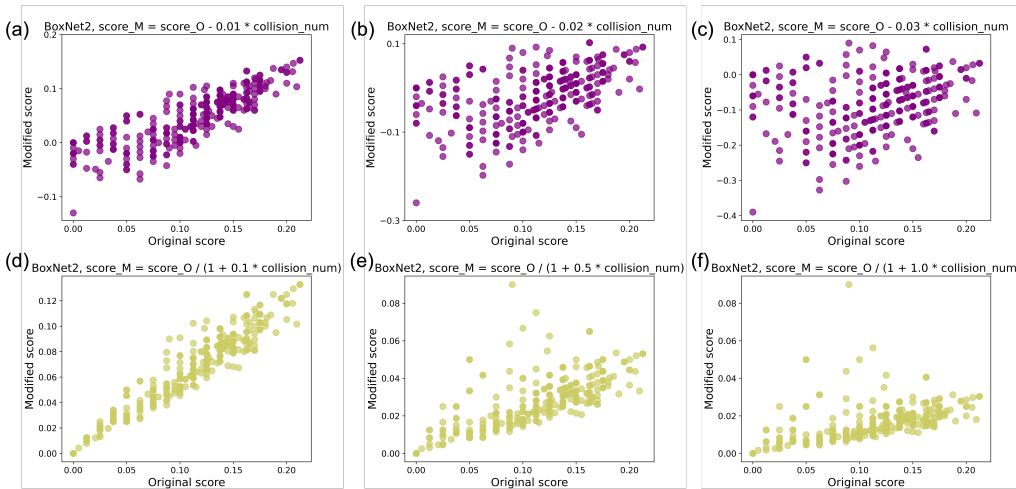 (a)
BoxNet2, score_M = score_O - 0.01 * collision_num
0.2
0.1
0.0
−0.1
Modified score
0.00 0.05 0.10 0.15 0.20
Original score
(b)
BoxNet2, score_M = score_O - 0.02 * collision_num
0.1
−0.1
−0.3
Modified score
0.00 0.05 0.10 0.15 0.20
Original score
(c)
BoxNet2, score_M = score_O - 0.03 * collision_num
0.1
0.0
−0.1
−0.2
−0.3
−0.4
Modified score
0.00 0.05 0.10 0.15 0.20
Original score
(d)
BoxNet2, score_M = score_O / (1 + 0.1 * collision_num)
0.12
0.10
0.08
0.06
0.04
0.02
0.00
Modified score
0.00 0.05 0.10 0.15 0.20
Original score
(e)
BoxNet2, score_M = score_O / (1 + 0.5 * collision_num)
0.08
0.06
0.04
0.02
0.00
Modified score
0.00 0.05 0.10 0.15 0.20
Original score
(f)
BoxNet2, score_M = score_O / (1 + 1.0 * collision_num
0.08
0.06
0.04
0.02
0.00
Modified score
0.00 0.05 0.10 0.15 0.20
Original score